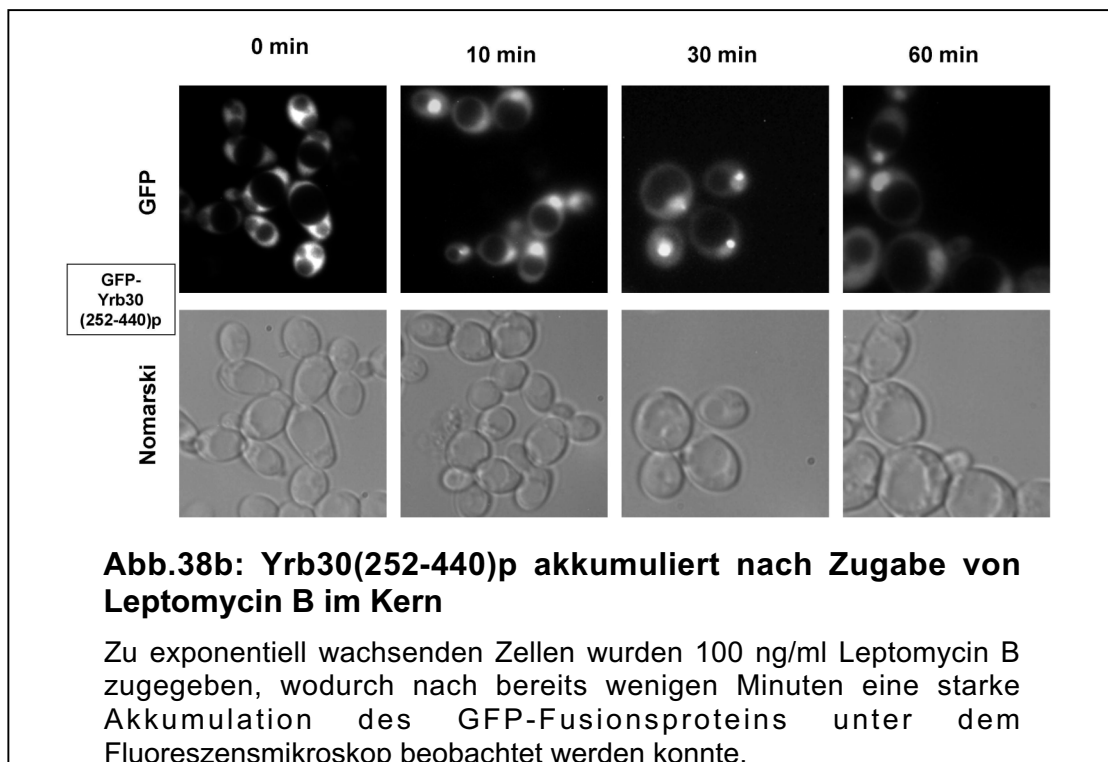 0 min 10 min 30 min 60 min
GFP
GFP-
Yrb30
(252-440)p
Nomarski
Abb.38b: Yrb30(252-440)p akkumuliert nach Zugabe von
Leptomycin B im Kern
Zu exponentiell wachsenden Zellen wurden 100 ng/ml Leptomycin B
zugegeben, wodurch nach bereits wenigen Minuten eine starke
Akkumulation des GFP-Fusionsproteins unter dem
Fluoreszensmikroskop beobachtet werden konnte.